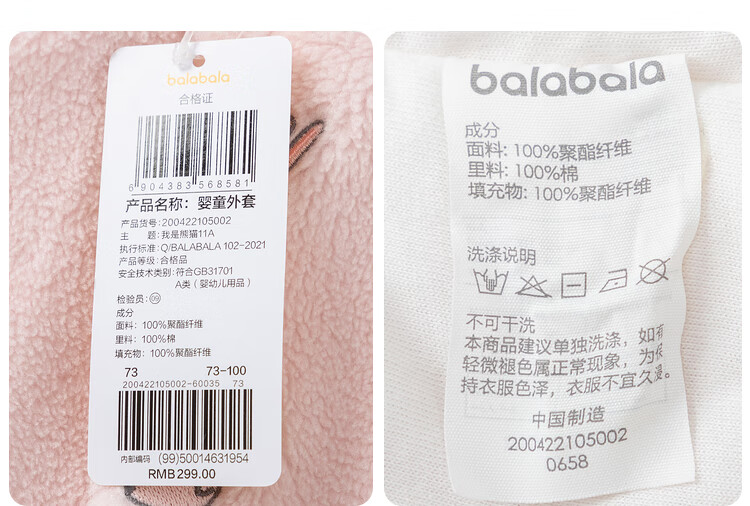 balabala
合格证
6 904383 568581
产品名称：婴童外套
产品货号：200422105002
主 题：我是熊猫11A
执行标准：Q/BALABALA 102-2021
产品等级：合格品
安全技术类别：符合GB31701
A类（婴幼儿用品）
检验员：09
成分
面料：100%聚酯纤维
里料：100%棉
填充物：100%聚酯纤维
73 73-100
200422105002-60035 73
内部编码 (99)50014631954
RMB299.00
balabala
成分
面料: 100%聚酯纤维
里料: 100%棉
填充物: 100%聚酯纤维
洗涤说明
不可干洗
本商品建议单独洗涤，如有
轻微褪色属正常现象，为保
持衣服色泽，衣服不宜久浸。
中国制造
200422105002
0658